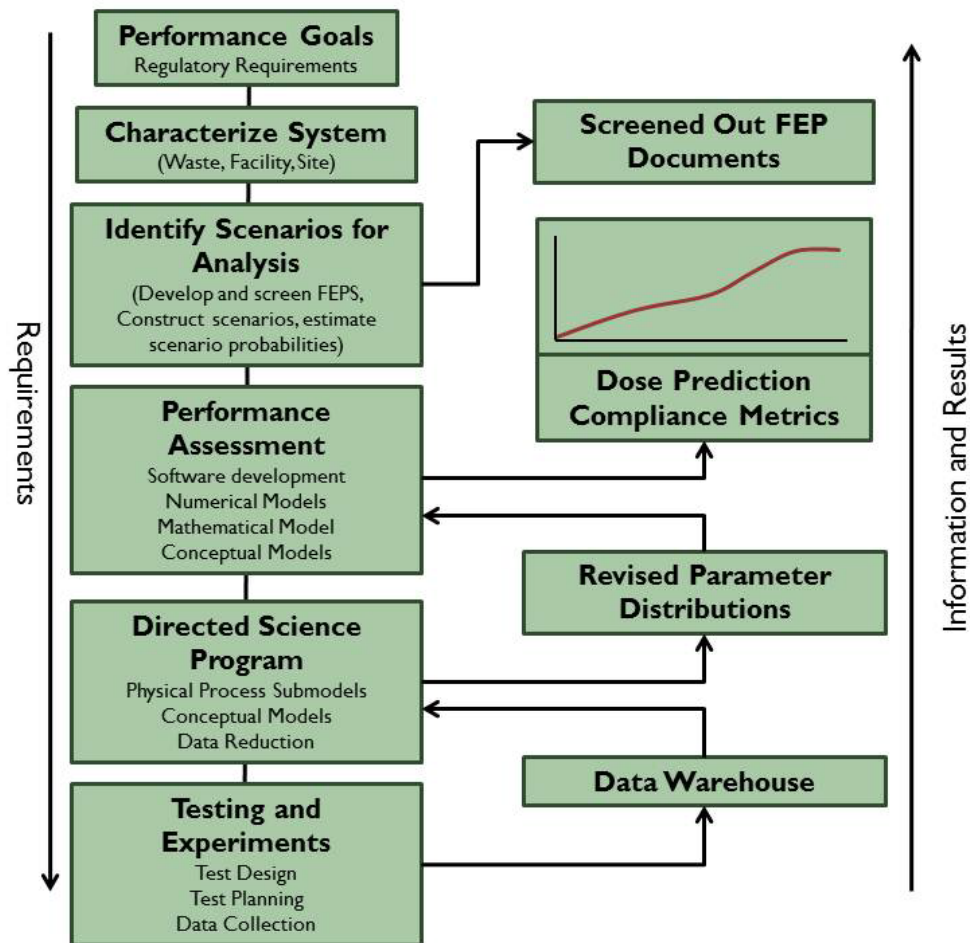 Performance Goals
Regulatory Requirements
Characterize System
(Waste, Facility, Site)
Identify Scenarios for
Analysis
(Develop and screen FEPS,
Construct scenarios, estimate
scenario probabilities)
Performance
Assessment
Software development
Numerical Models
Mathematical Model
Conceptual Models
Directed Science
Program
Physical Process Submodels
Conceptual Models
Data Reduction
Testing and
Experiments
Test Design
Test Planning
Data Collection
Screened Out FEP
Documents
Dose Prediction
Compliance Metrics
Revised Parameter
Distributions
Data Warehouse
Requirements
Information and Results